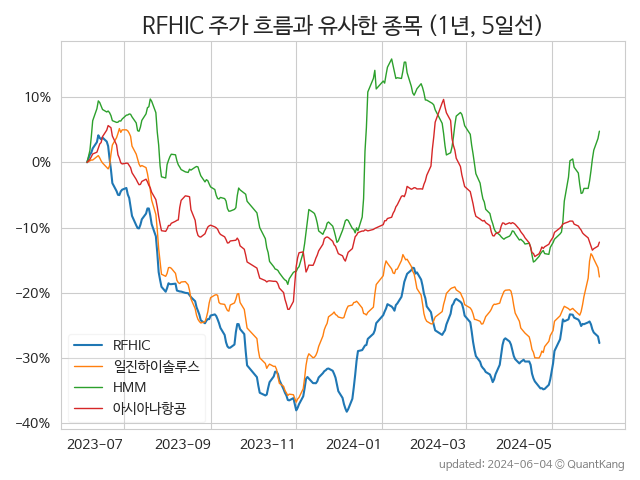 RFHIC 주가 흐름과 유사한 종목 (1년, 5일선)
10%
0%
−10%
−20%
−30%
−40%
RFHIC
일진하이솔루스
HMM
아시아나항공
2023-07
2023-09
2023-11
2024-01
2024-03
2024-05
updated: 2024-06-04 © QuantKang